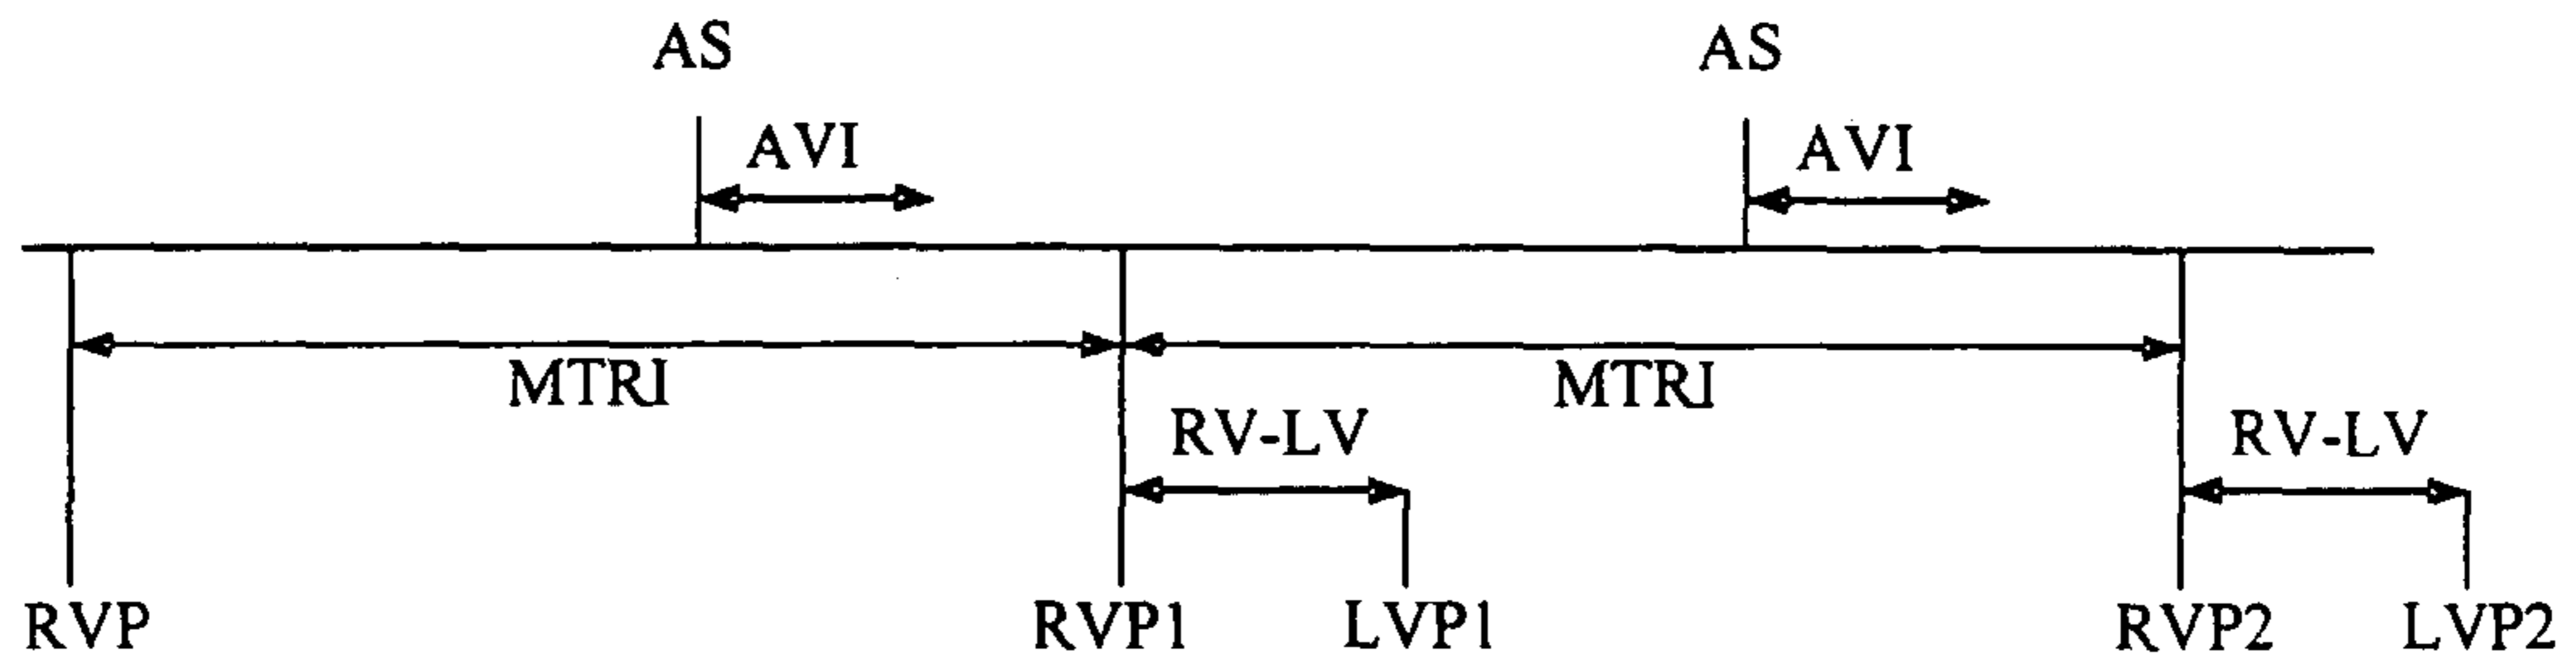 AS AS
AVI AVI
MTRI MTRI
RV-LV RV-LV
RVP RVP1 LVP1 RVP2 LVP2